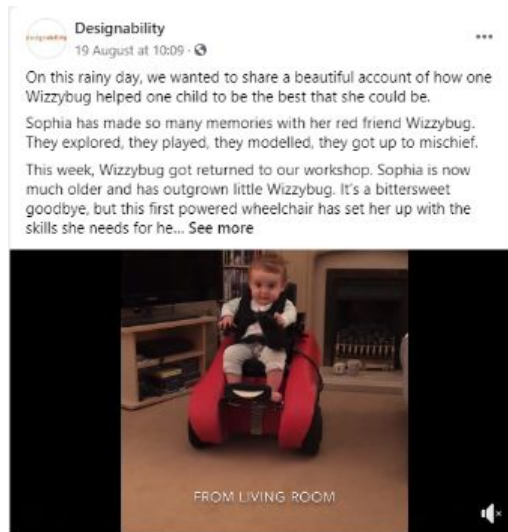 Designability
19 August at 10:09 ·
On this rainy day, we wanted to share a beautiful account of how one
Wizzybug helped one child to be the best that she could be.
Sophia has made so many memories with her red friend Wizzybug.
They explored, they played, they modelled, they got up to mischief.
This week, Wizzybug got returned to our workshop. Sophia is now
much older and has outgrown little Wizzybug. It's a bittersweet
goodbye, but this first powered wheelchair has set her up with the
skills she needs for he... See more
FROM LIVING ROOM